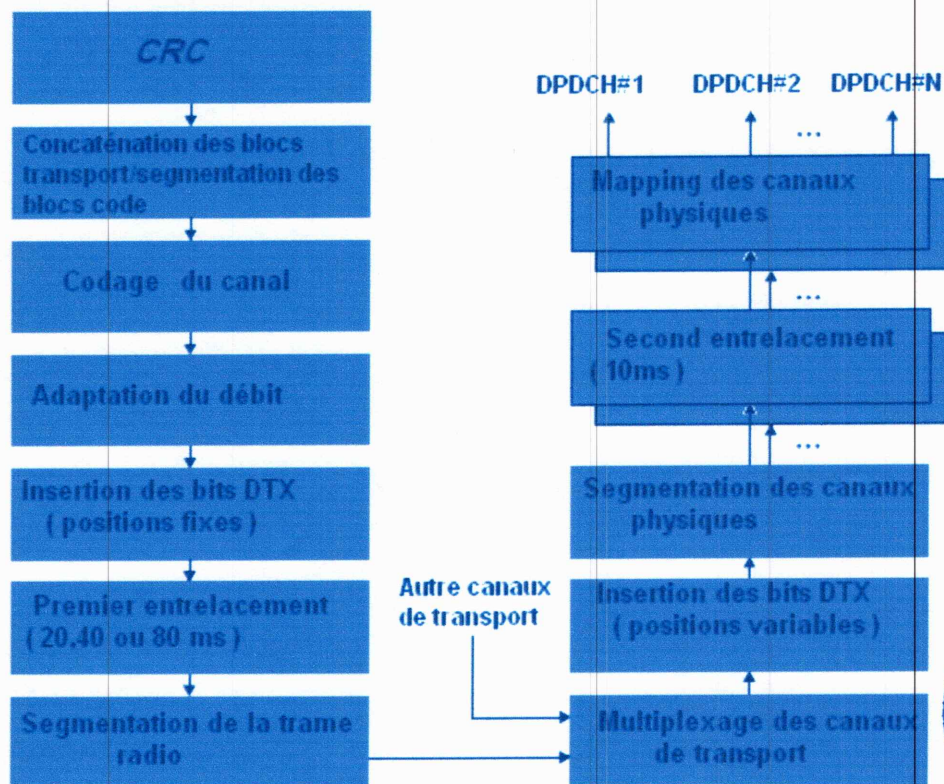 CRC
Concaténation des blocs
transport/segmentation des
blocs code
Codage du canal
Adaptation du débit
Insertion des bits DTX
( positions fixes )
Premier entrelacement
( 20,40 ou 80 ms )
Segmentation de la trame
radio
Autre canaux
de transport
DPDCH#1 DPDCH#2 DPDCH#N
...
Mapping des canaux
physiques
...
Second entrelacement
( 10ms )
...
Segmentation des canaux
physiques
Insertion des bits DTX
( positions variables )
Multiplexage des canaux
de transport